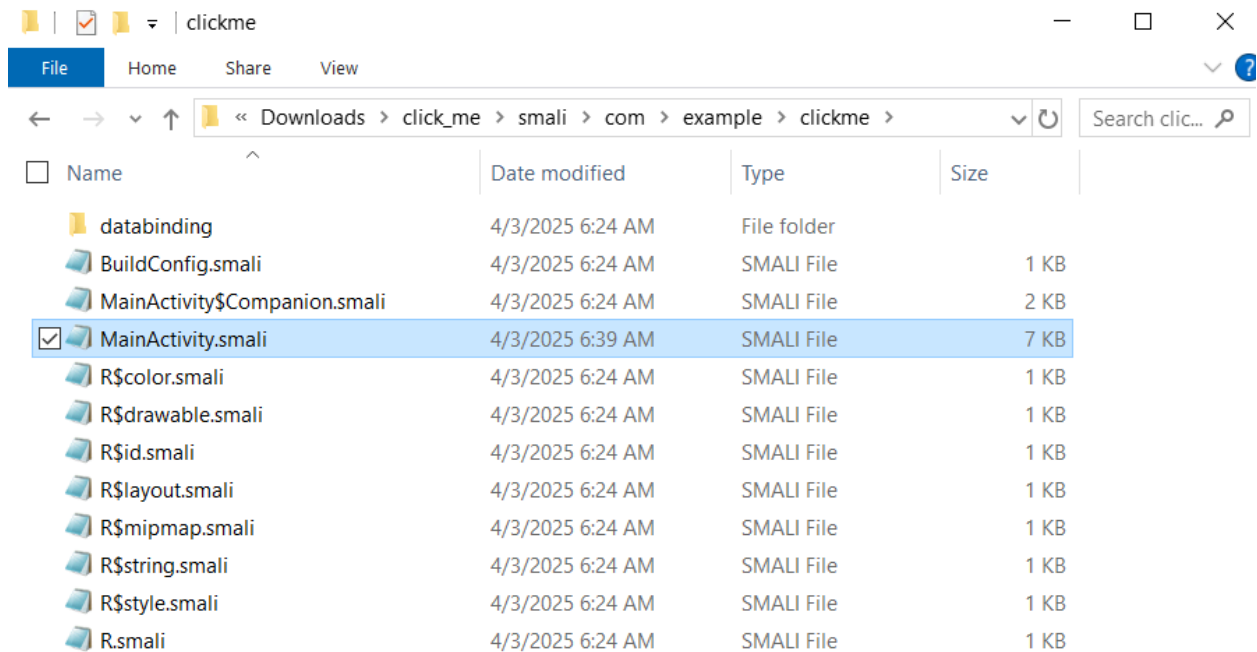 clickme
File Home Share View ?
« Downloads > click_me > smali > com > example > clickme > Search clic...
Name Date modified Type Size
databinding 4/3/2025 6:24 AM File folder
BuildConfig.smali 4/3/2025 6:24 AM SMALI File 1 KB
MainActivity$Companion.smali 4/3/2025 6:24 AM SMALI File 2 KB
MainActivity.smali 4/3/2025 6:39 AM SMALI File 7 KB
R$color.smali 4/3/2025 6:24 AM SMALI File 1 KB
R$drawable.smali 4/3/2025 6:24 AM SMALI File 1 KB
R$id.smali 4/3/2025 6:24 AM SMALI File 1 KB
R$layout.smali 4/3/2025 6:24 AM SMALI File 1 KB
R$mipmap.smali 4/3/2025 6:24 AM SMALI File 1 KB
R$string.smali 4/3/2025 6:24 AM SMALI File 1 KB
R$style.smali 4/3/2025 6:24 AM SMALI File 1 KB
R.smali 4/3/2025 6:24 AM SMALI File 1 KB